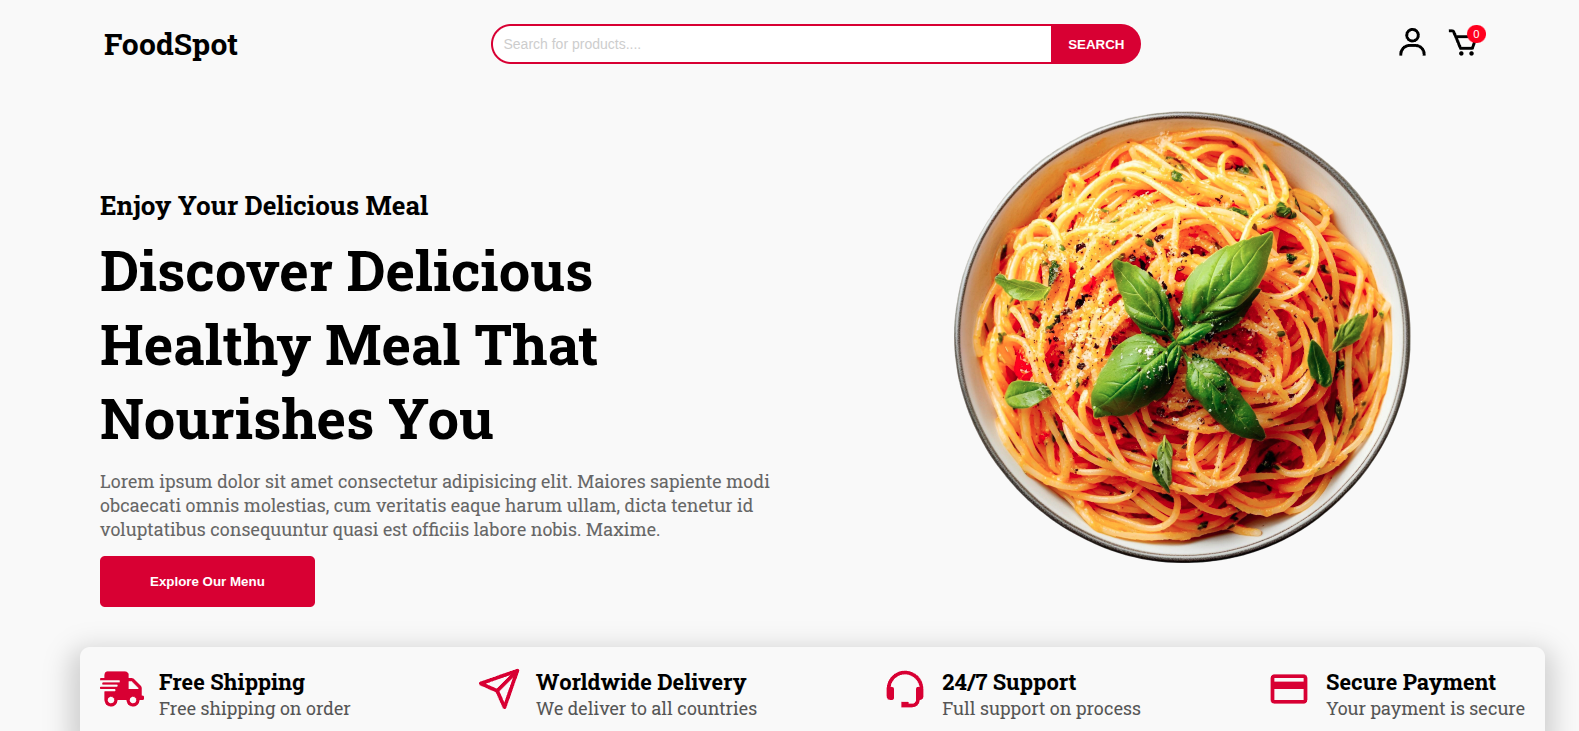 FoodSpot
Search for products....
SEARCH
0
Enjoy Your Delicious Meal
Discover Delicious
Healthy Meal That
Nourishes You
Lorem ipsum dolor sit amet consectetur adipisicing elit. Maiores sapiente modi
obcaecati omnis molestias, cum veritatis eaque harum ullam, dicta tenetur id
voluptatibus consequuntur quasi est officiis labore nobis. Maxime.
Explore Our Menu
Free Shipping
Free shipping on order
Worldwide Delivery
We deliver to all countries
24/7 Support
Full support on process
Secure Payment
Your payment is secure